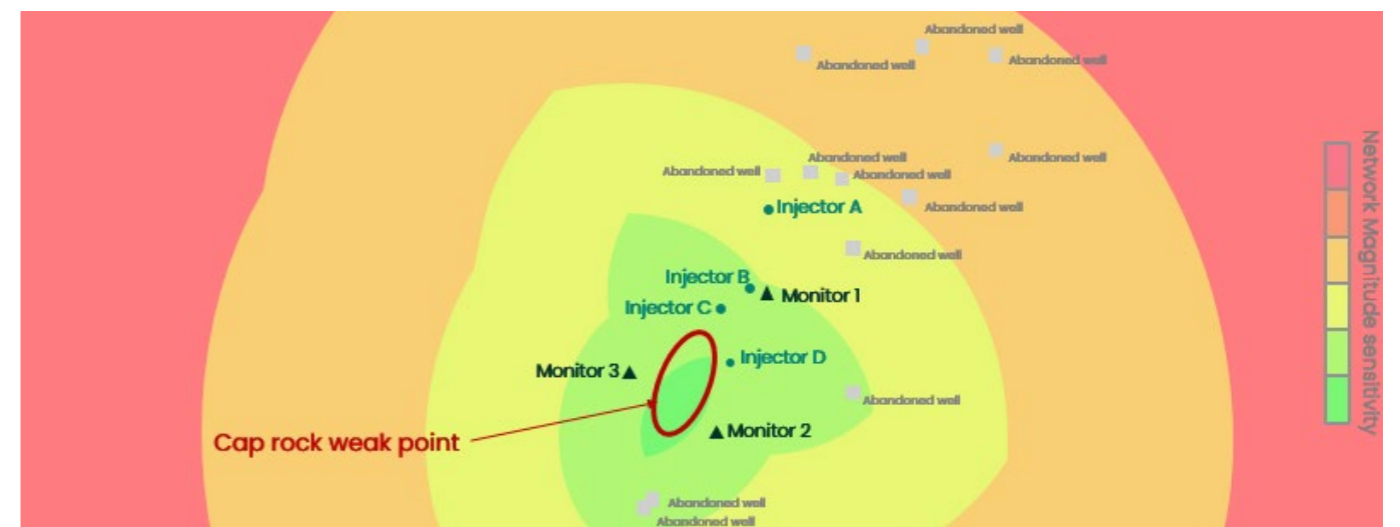 Abandoned well
Abandoned well
Abandoned well
Abandoned well
Abandoned well
Abandoned well
Abandoned well
Abandoned well
Injector A
Abandoned well
Injector B
Monitor 1
Injector C
Injector D
Monitor 3
Abandoned well
Monitor 2
Cap rock weak point
Abandoned well
Abandoned well
Network Magnitude sensitivity